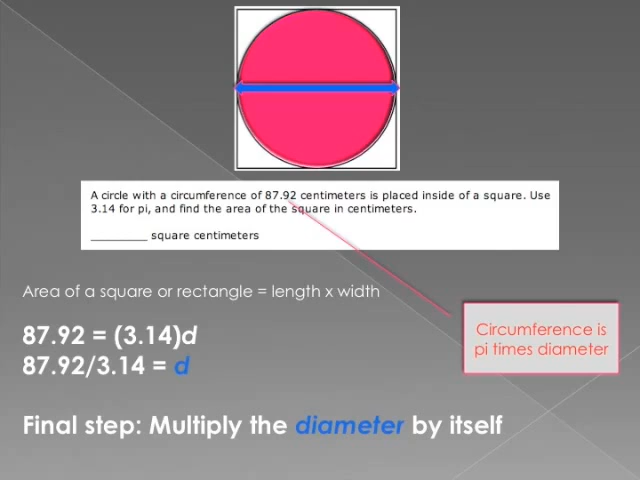 A circle with a circumference of 87.92 centimeters is placed inside of a square. Use
3.14 for pi, and find the area of the square in centimeters.
_________ square centimeters
Area of a square or rectangle = length x width
87.92 = (3.14)d
87.92/3.14 = d
Circumference is
pi times diameter
Final step: Multiply the diameter by itself